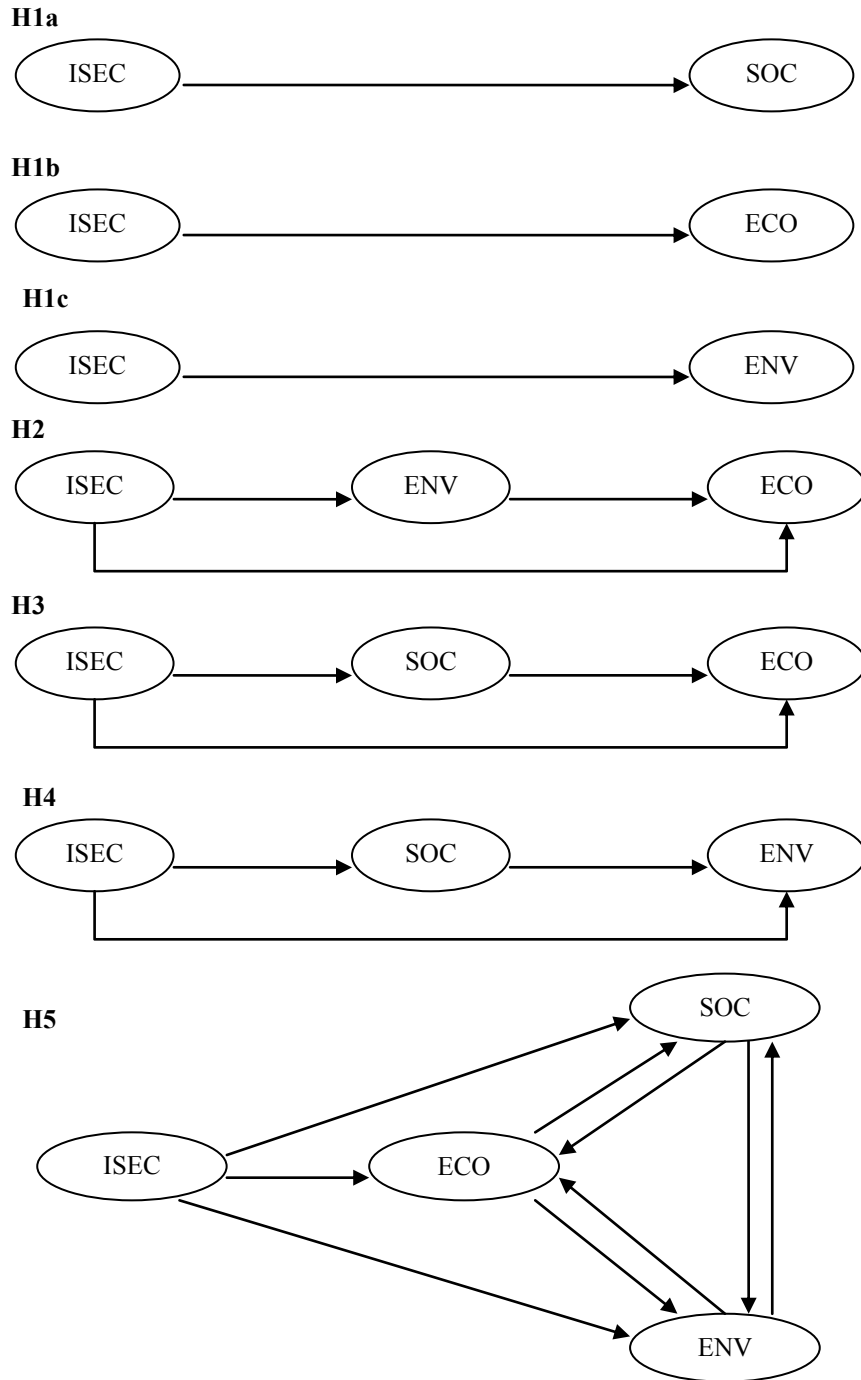 H1a
ISEC SOC
H1b
ISEC ECO
H1c
ISEC ENV
H2
ISEC ENV ECO
H3
ISEC SOC ECO
H4
ISEC SOC ENV
H5
SOC
ISEC ECO
ENV